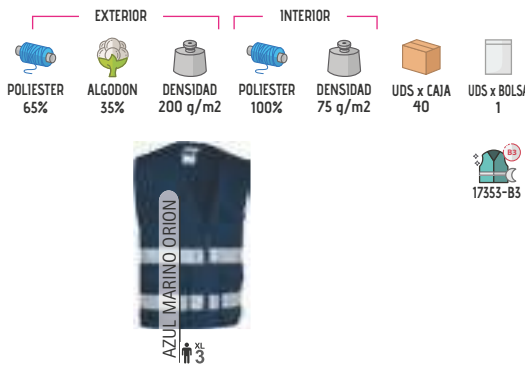 EXTERIOR
INTERIOR
POLIESTER
65%
ALGODON
35%
DENSIDAD
200 g/m2
POLIESTER
100%
DENSIDAD
75 g/m2
UDS x CAJA
40
UDS x BOLSA
1
B3
17353-B3
AZUL MARINO ORION
XL
3